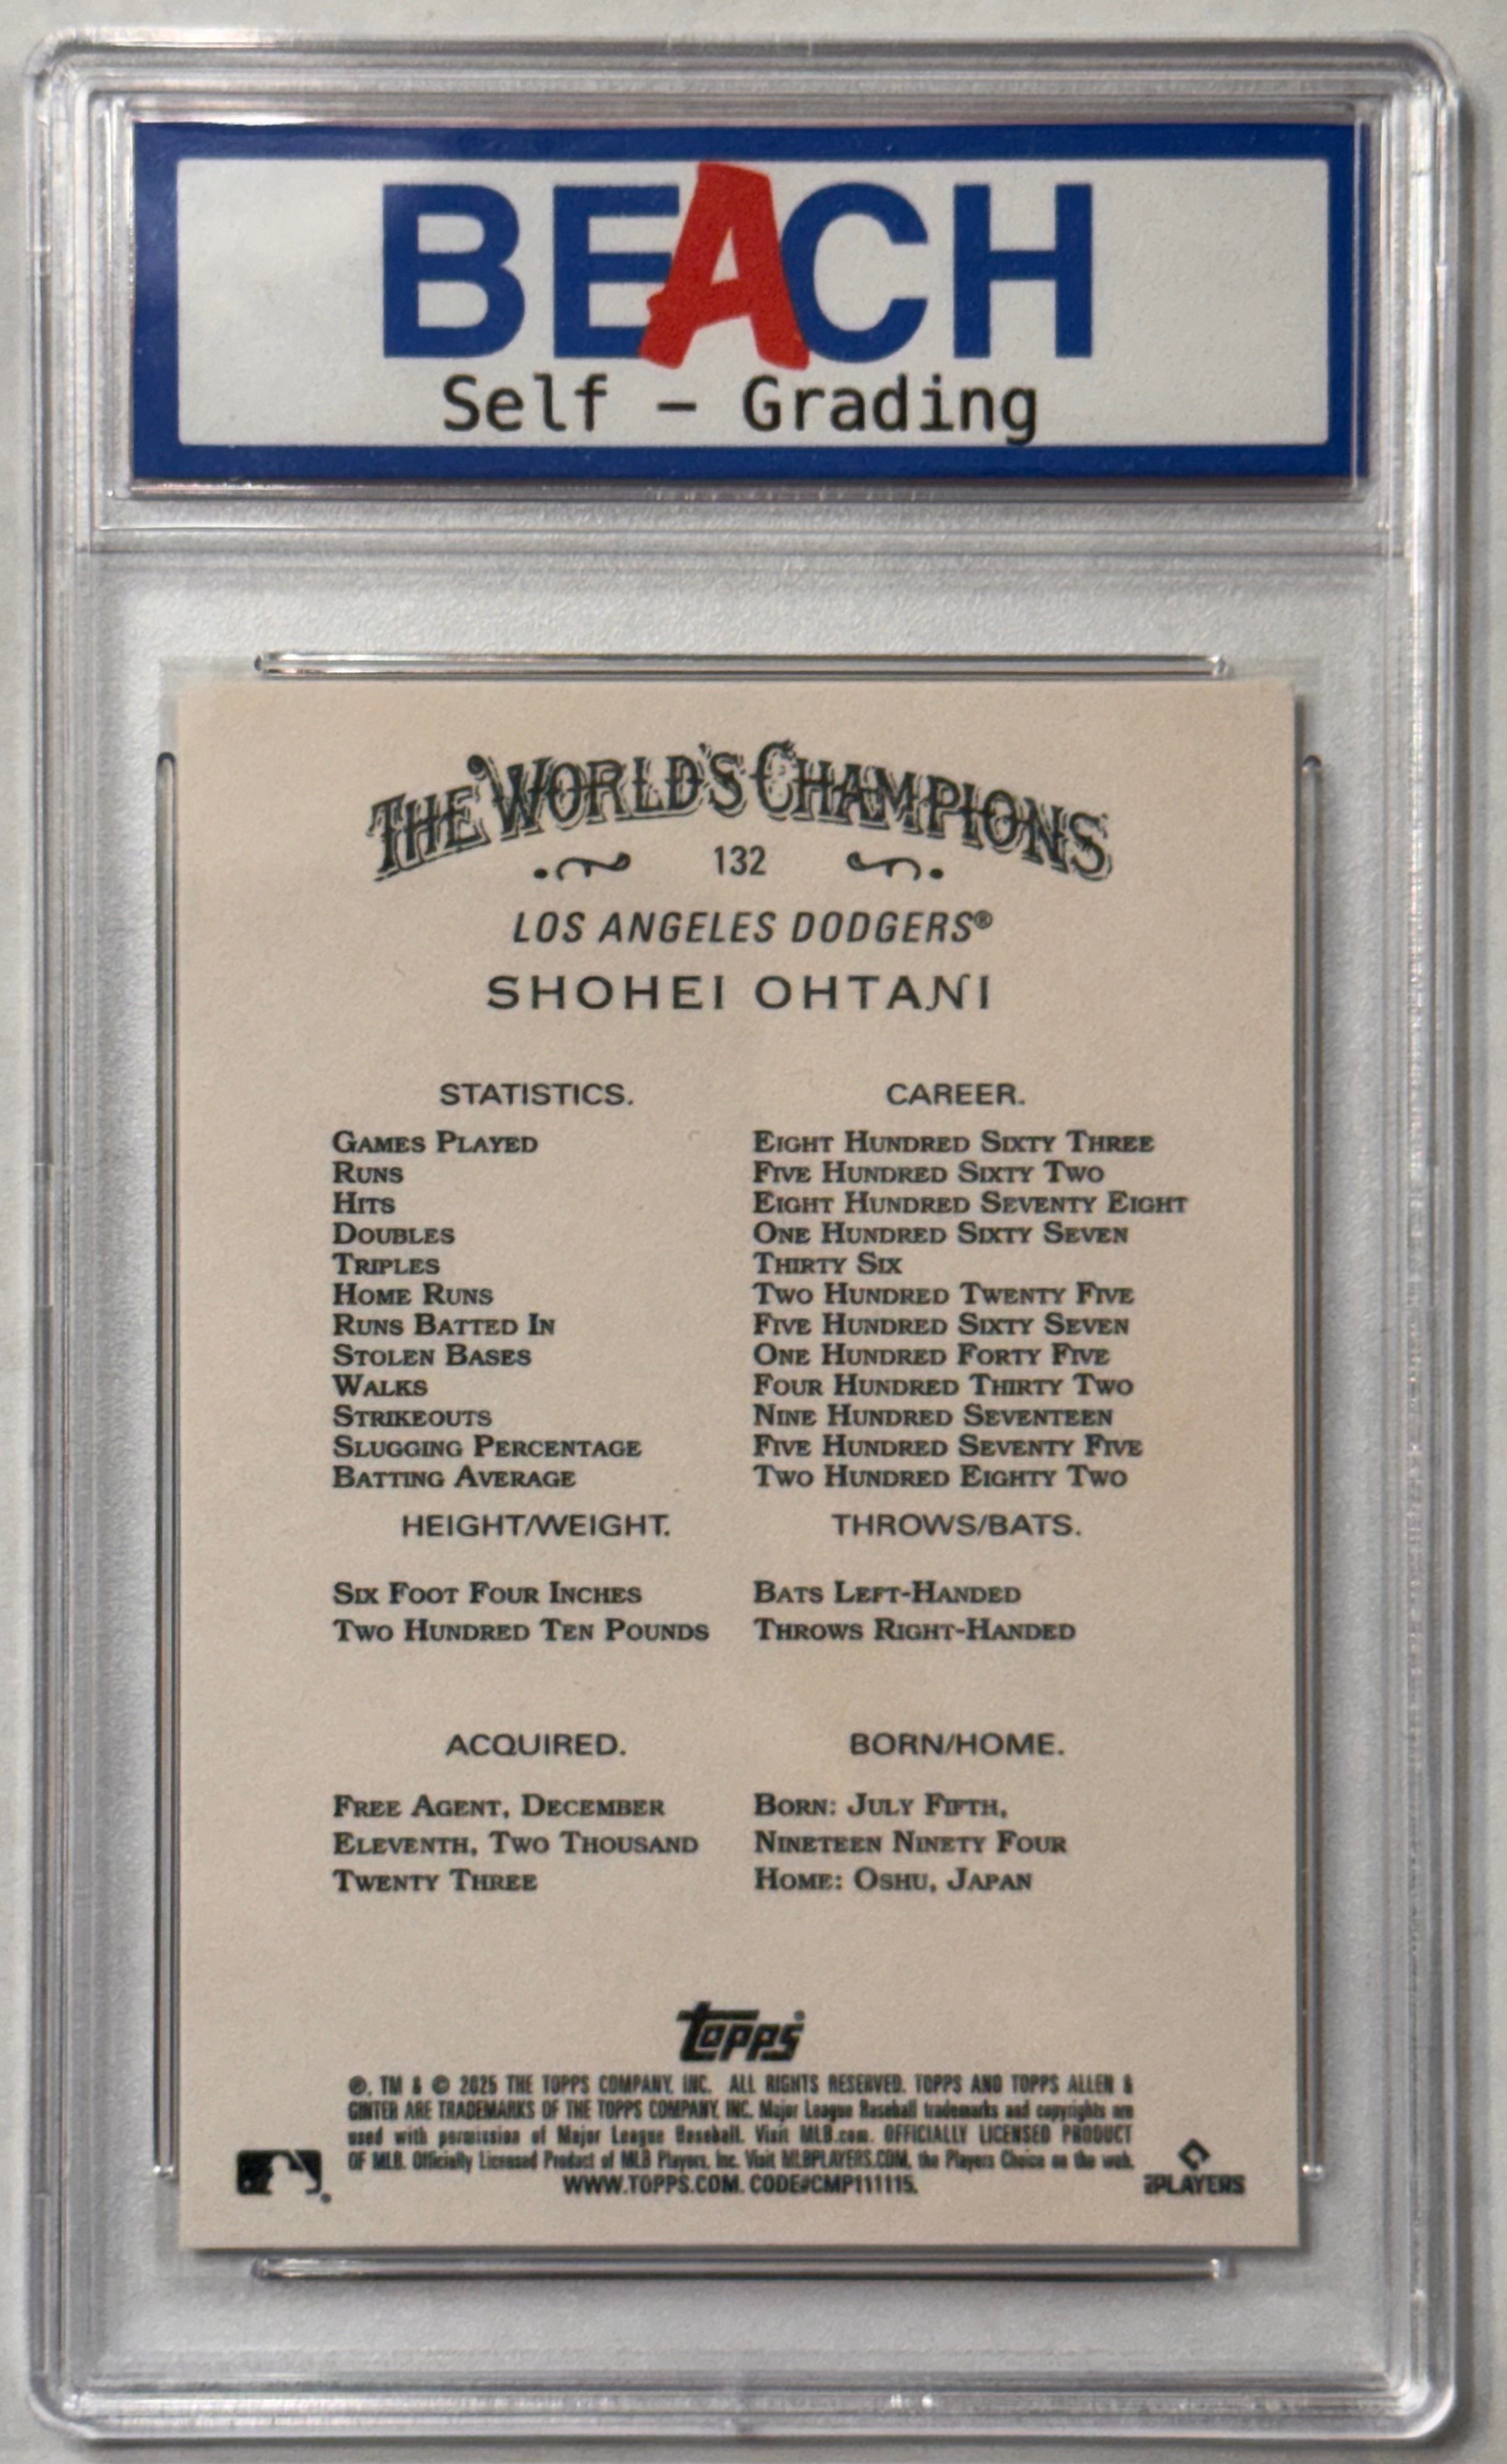 BEACH
Self - Grading
THE WORLD'S CHAMPIONS
132
LOS ANGELES DODGERS®
SHOHEI OHTANI
STATISTICS. CAREER.
GAMES PLAYED EIGHT HUNDRED SIXTY THREE
RUNS FIVE HUNDRED SIXTY TWO
HITS EIGHT HUNDRED SEVENTY EIGHT
DOUBLES ONE HUNDRED SIXTY SEVEN
TRIPLES THIRTY SIX
HOME RUNS TWO HUNDRED TWENTY FIVE
RUNS BATTED IN FIVE HUNDRED SIXTY SEVEN
STOLEN BASES ONE HUNDRED FORTY FIVE
WALKS FOUR HUNDRED THIRTY TWO
STRIKEOUTS NINE HUNDRED SEVENTEEN
SLUGGING PERCENTAGE FIVE HUNDRED SEVENTY FIVE
BATTING AVERAGE TWO HUNDRED EIGHTY TWO
HEIGHT/WEIGHT. THROWS/BATS.
SIX FOOT FOUR INCHES BATS LEFT-HANDED
TWO HUNDRED TEN POUNDS THROWS RIGHT-HANDED
ACQUIRED. BORN/HOME.
FREE AGENT, DECEMBER BORN: JULY FIFTH,
ELEVENTH, TWO THOUSAND NINETEEN NINETY FOUR
TWENTY THREE HOME: OSHU, JAPAN
topps
®, TM & © 2025 THE TOPPS COMPANY, INC. ALL RIGHTS RESERVED. TOPPS AND TOPPS ALLEN &
GINTER ARE TRADEMARKS OF THE TOPPS COMPANY, INC. Major League Baseball trademarks and copyrights are
used with permission of Major League Baseball. Visit MLB.com. OFFICIALLY LICENSED PRODUCT
OF MLB. Officially Licensed Product of MLB Players, Inc. Visit MLBPLAYERS.COM, the Players Choice on the web.
WWW.TOPPS.COM. CODE#CMP111115.
PLAYERS